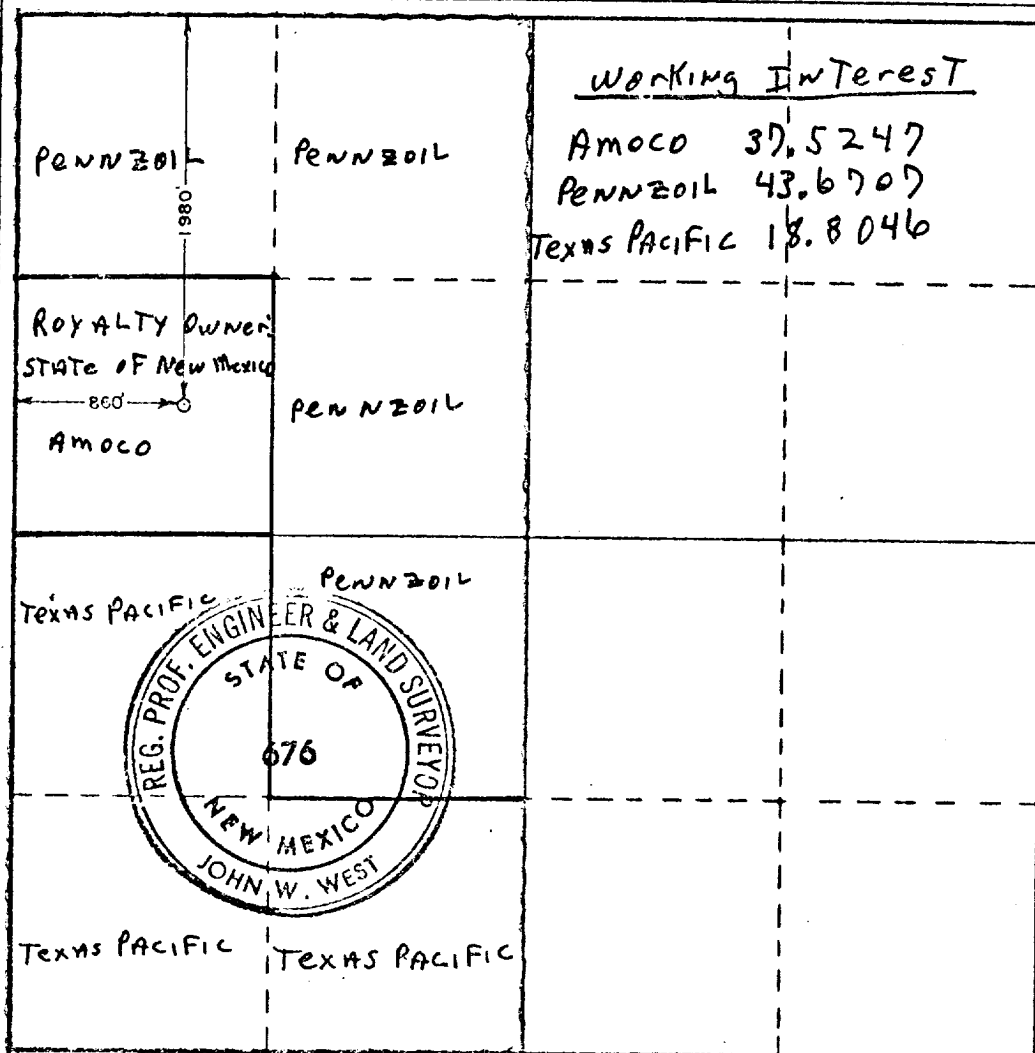 Working Interest
Amoco 37.5247
Pennzoil 43.6707
Texas Pacific 18.8046
Pennzoil
Pennzoil
1980'
Royalty Owner:
State of New Mexico
860'
Amoco
Pennzoil
Texas Pacific
Pennzoil
REG. PROF. ENGINEER & LAND SURVEYOR
STATE OF
676
NEW MEXICO
JOHN W. WEST
Texas Pacific
Texas Pacific